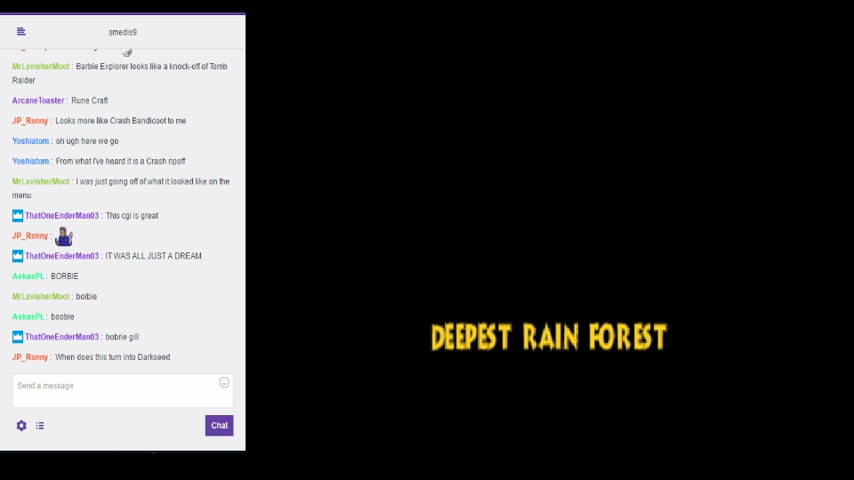 smedis9
MrLavisherMoot : Barbie Explorer looks like a knock-off of Tomb
Raider
ArcaneToaster : Rune Craft
JP_Ronny : Looks more like Crash Bandicoot to me
Yoshiatom : oh ugh here we go
Yoshiatom : From what I've heard it is a Crash ripoff
MrLavisherMoot : I was just going off of what it looked like on the
menu
ThatOneEnderMan03 : This cgi is great
JP_Ronny :
ThatOneEnderMan03 : IT WAS ALL JUST A DREAM
AskasPL : BORBIE
MrLavisherMoot : boibie
AskasPL : boobie
ThatOneEnderMan03 : bobrie gill
JP_Ronny : When does this turn into Darkseed
Send a message
Chat
DEEPEST RAIN FOREST